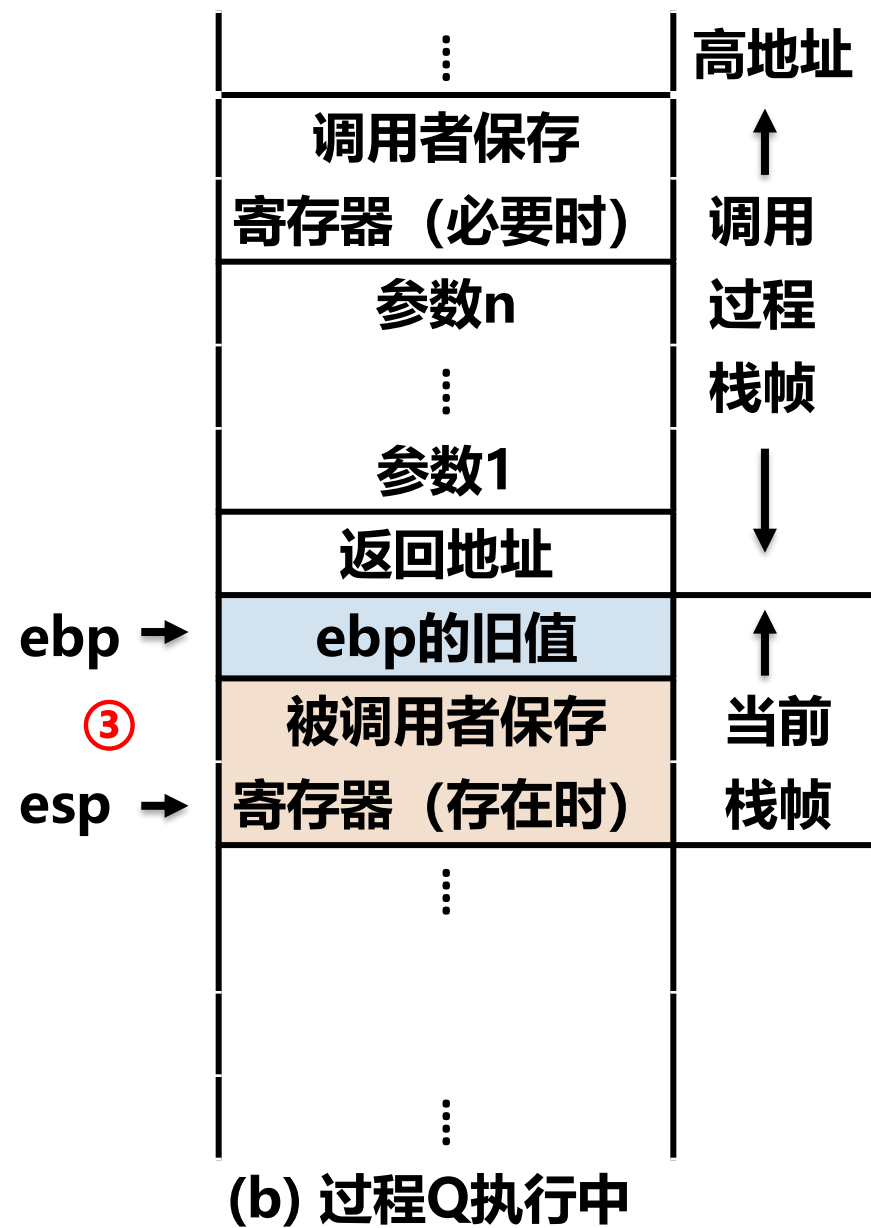 高地址
调用者保存
寄存器（必要时）
调用
参数n
过程
栈帧
参数1
返回地址
ebp
ebp的旧值
③
被调用者保存
当前
esp
寄存器（存在时）
栈帧
(b) 过程Q执行中